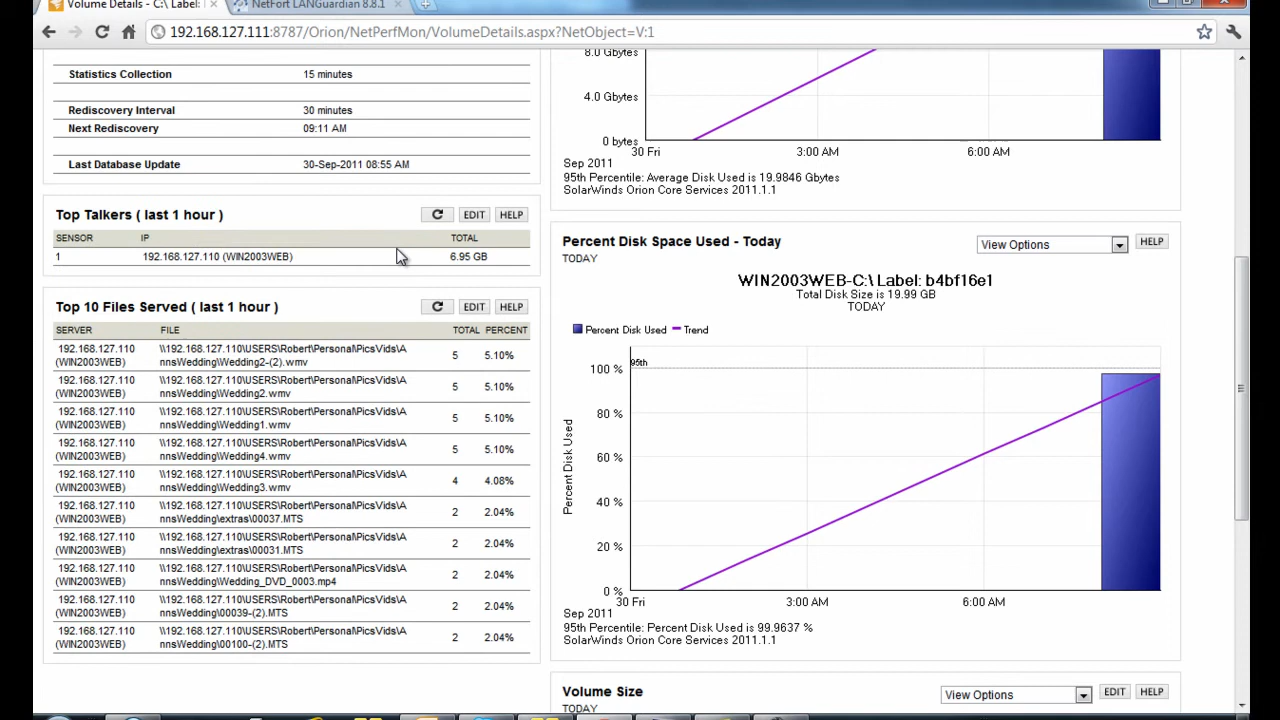 Volume Details - C:\ Label:
NetFort LANGuardian 8.8.1
192.168.127.111:8787/Orion/NetPerfMon/VolumeDetails.aspx?NetObject=V:1
Statistics Collection 15 minutes
Rediscovery Interval 30 minutes
Next Rediscovery 09:11 AM
Last Database Update 30-Sep-2011 08:55 AM
Top Talkers ( last 1 hour )
EDIT HELP
SENSOR IP TOTAL
1 192.168.127.110 (WIN2003WEB) 6.95 GB
Top 10 Files Served ( last 1 hour )
EDIT HELP
SERVER FILE TOTAL PERCENT
192.168.127.110 \\192.168.127.110\USERS\Robert\Personal\PicsVids\A 5 5.10%
(WIN2003WEB) nnsWedding\Wedding2-(2).wmv
192.168.127.110 \\192.168.127.110\USERS\Robert\Personal\PicsVids\A 5 5.10%
(WIN2003WEB) nnsWedding\Wedding2.wmv
192.168.127.110 \\192.168.127.110\USERS\Robert\Personal\PicsVids\A 5 5.10%
(WIN2003WEB) nnsWedding\Wedding1.wmv
192.168.127.110 \\192.168.127.110\USERS\Robert\Personal\PicsVids\A 5 5.10%
(WIN2003WEB) nnsWedding\Wedding4.wmv
192.168.127.110 \\192.168.127.110\USERS\Robert\Personal\PicsVids\A 4 4.08%
(WIN2003WEB) nnsWedding\Wedding3.wmv
192.168.127.110 \\192.168.127.110\USERS\Robert\Personal\PicsVids\A 2 2.04%
(WIN2003WEB) nnsWedding\extras\00037.MTS
192.168.127.110 \\192.168.127.110\USERS\Robert\Personal\PicsVids\A 2 2.04%
(WIN2003WEB) nnsWedding\extras\00031.MTS
192.168.127.110 \\192.168.127.110\USERS\Robert\Personal\PicsVids\A 2 2.04%
(WIN2003WEB) nnsWedding\Wedding_DVD_0003.mp4
192.168.127.110 \\192.168.127.110\USERS\Robert\Personal\PicsVids\A 2 2.04%
(WIN2003WEB) nnsWedding\00039-(2).MTS
192.168.127.110 \\192.168.127.110\USERS\Robert\Personal\PicsVids\A 2 2.04%
(WIN2003WEB) nnsWedding\00100-(2).MTS
8.0 Gbytes
4.0 Gbytes
0 bytes
30 Fri 3:00 AM 6:00 AM
Sep 2011
95th Percentile: Average Disk Used is 19.9846 Gbytes
SolarWinds Orion Core Services 2011.1.1
Percent Disk Space Used - Today
View Options HELP
TODAY
WIN2003WEB-C:\ Label: b4bf16e1
Total Disk Size is 19.99 GB
TODAY
Percent Disk Used Trend
95th
100 %
80 %
60 %
40 %
20 %
0 %
Percent Disk Used
30 Fri 3:00 AM 6:00 AM
Sep 2011
95th Percentile: Percent Disk Used is 99.9637 %
SolarWinds Orion Core Services 2011.1.1
Volume Size
View Options EDIT HELP
TODAY